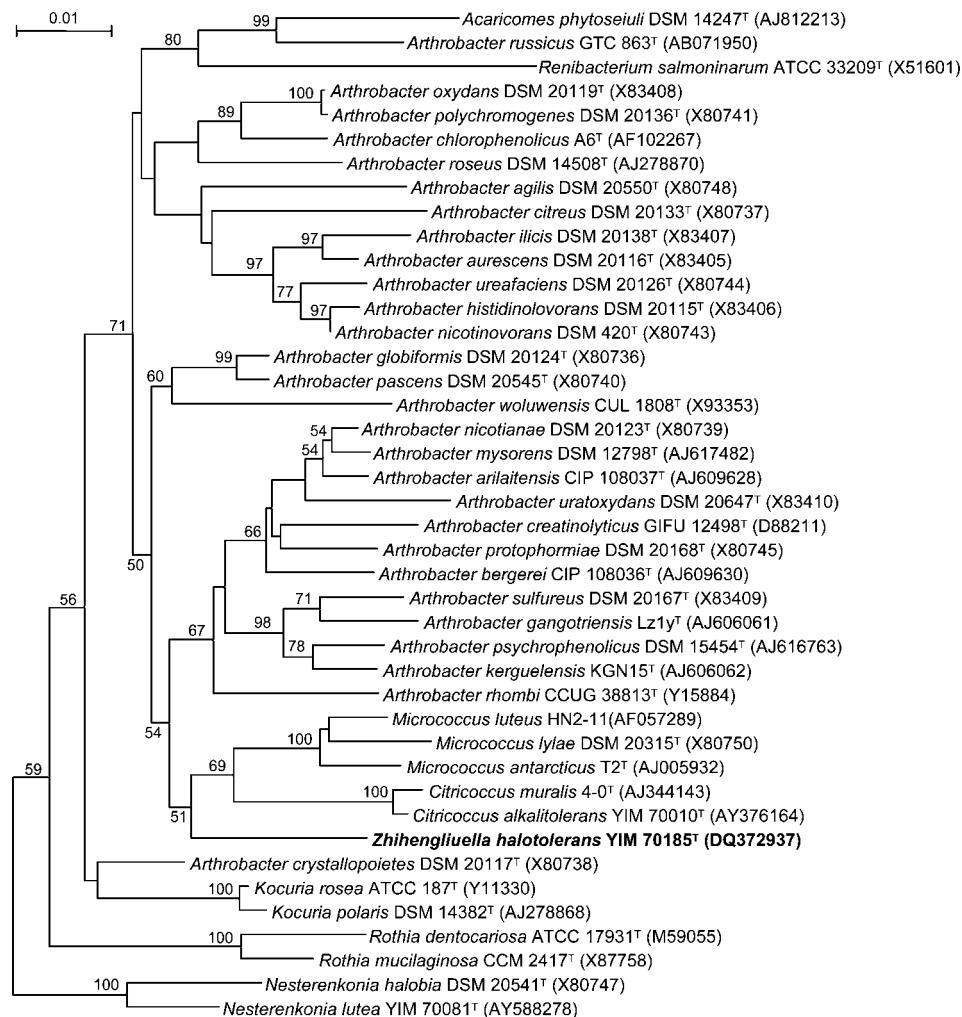 0.01
99
Acaricomes phytoseiuli DSM 14247ᵀ (AJ812213)
80
Arthrobacter russicus GTC 863ᵀ (AB071950)
Renibacterium salmoninarum ATCC 33209ᵀ (X51601)
100
Arthrobacter oxydans DSM 20119ᵀ (X83408)
89
Arthrobacter polychromogenes DSM 20136ᵀ (X80741)
Arthrobacter chlorophenolicus A6ᵀ (AF102267)
Arthrobacter roseus DSM 14508ᵀ (AJ278870)
Arthrobacter agilis DSM 20550ᵀ (X80748)
Arthrobacter citreus DSM 20133ᵀ (X80737)
97
Arthrobacter ilicis DSM 20138ᵀ (X83407)
97
Arthrobacter aurescens DSM 20116ᵀ (X83405)
77
Arthrobacter ureafaciens DSM 20126ᵀ (X80744)
97
Arthrobacter histidinolovorans DSM 20115ᵀ (X83406)
71
Arthrobacter nicotinovorans DSM 420ᵀ (X80743)
99
Arthrobacter globiformis DSM 20124ᵀ (X80736)
60
Arthrobacter pascens DSM 20545ᵀ (X80740)
Arthrobacter woluwensis CUL 1808ᵀ (X93353)
54
Arthrobacter nicotianae DSM 20123ᵀ (X80739)
54
Arthrobacter mysorens DSM 12798ᵀ (AJ617482)
Arthrobacter arilaitensis CIP 108037ᵀ (AJ609628)
Arthrobacter uratoxydans DSM 20647ᵀ (X83410)
66
Arthrobacter creatinolyticus GIFU 12498ᵀ (D88211)
Arthrobacter protophormiae DSM 20168ᵀ (X80745)
50
Arthrobacter bergerei CIP 108036ᵀ (AJ609630)
56
71
Arthrobacter sulfureus DSM 20167ᵀ (X83409)
67
98
Arthrobacter gangotriensis Lz1yᵀ (AJ606061)
78
Arthrobacter psychrophenolicus DSM 15454ᵀ (AJ616763)
Arthrobacter kerguelensis KGN15ᵀ (AJ606062)
Arthrobacter rhombi CCUG 38813ᵀ (Y15884)
54
Micrococcus luteus HN2-11(AF057289)
100
Micrococcus lylae DSM 20315ᵀ (X80750)
59
69
Micrococcus antarcticus T2ᵀ (AJ005932)
100
Citricoccus muralis 4-0ᵀ (AJ344143)
51
Citricoccus alkalitolerans YIM 70010ᵀ (AY376164)
Zhihengliuella halotolerans YIM 70185ᵀ (DQ372937)
Arthrobacter crystallopoietes DSM 20117ᵀ (X80738)
100
Kocuria rosea ATCC 187ᵀ (Y11330)
Kocuria polaris DSM 14382ᵀ (AJ278868)
100
Rothia dentocariosa ATCC 17931ᵀ (M59055)
Rothia mucilaginosa CCM 2417ᵀ (X87758)
100
Nesterenkonia halobia DSM 20541ᵀ (X80747)
Nesterenkonia lutea YIM 70081ᵀ (AY588278)